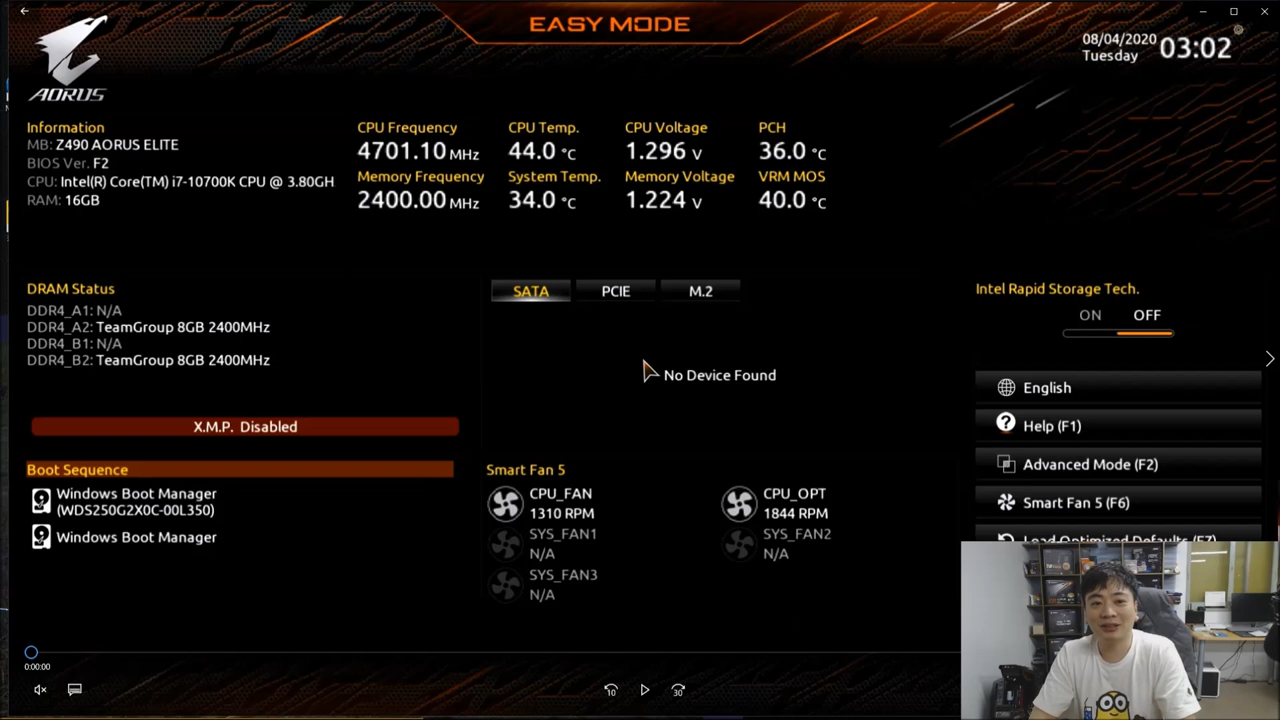 EASY MODE
08/04/2020
Tuesday
03:02
AORUS
Information
MB: Z490 AORUS ELITE
BIOS Ver. F2
CPU: Intel(R) Core(TM) i7-10700K CPU @ 3.80GH
RAM: 16GB
CPU Frequency
4701.10 MHz
Memory Frequency
2400.00 MHz
CPU Temp.
44.0 °C
System Temp.
34.0 °C
CPU Voltage
1.296 V
Memory Voltage
1.224 V
PCH
36.0 °C
VRM MOS
40.0 °C
DRAM Status
DDR4_A1: N/A
DDR4_A2: TeamGroup 8GB 2400MHz
DDR4_B1: N/A
DDR4_B2: TeamGroup 8GB 2400MHz
X.M.P. Disabled
SATA
PCIE
M.2
No Device Found
Intel Rapid Storage Tech.
ON OFF
English
Help (F1)
Advanced Mode (F2)
Smart Fan 5 (F6)
Load Optimized Defaults (F7)
Boot Sequence
Windows Boot Manager
(WDS250G2X0C-00L350)
Windows Boot Manager
Smart Fan 5
CPU_FAN
1310 RPM
CPU_OPT
1844 RPM
SYS_FAN1
N/A
SYS_FAN2
N/A
SYS_FAN3
N/A
0:00:00
10
30